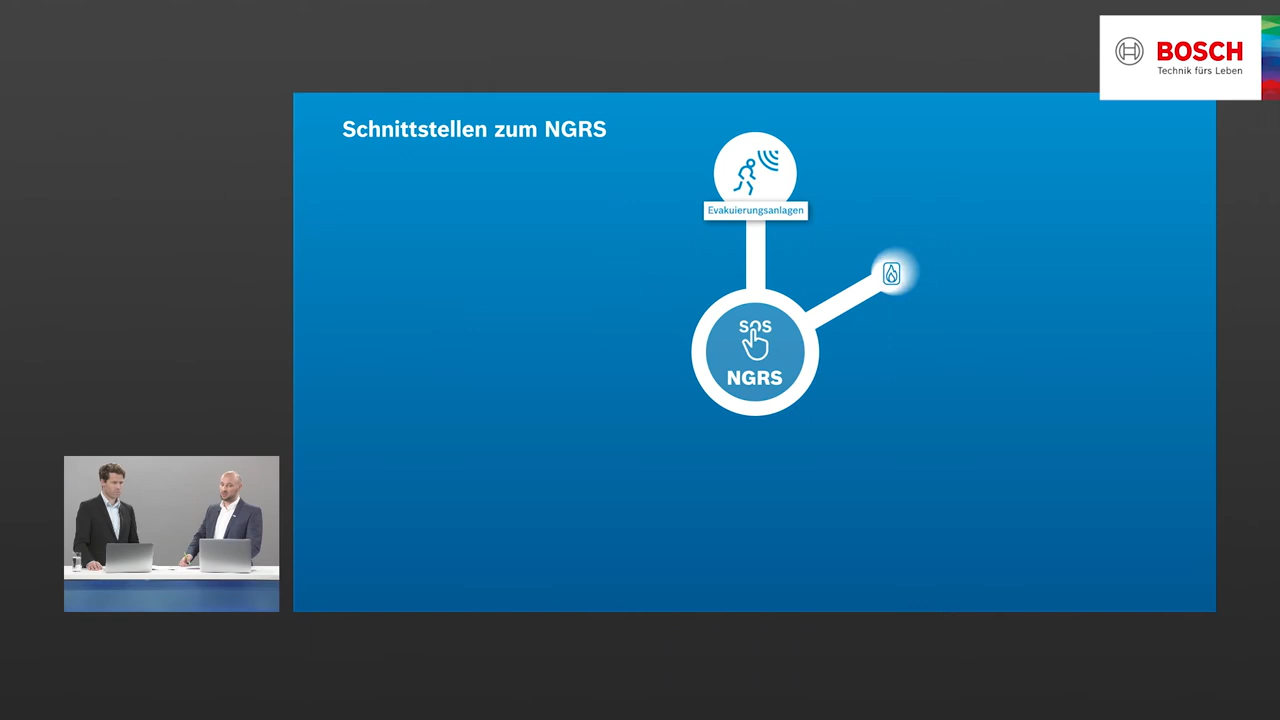 BOSCH
Technik fürs Leben
Schnittstellen zum NGRS
Evakuierungsanlagen
SOS
NGRS